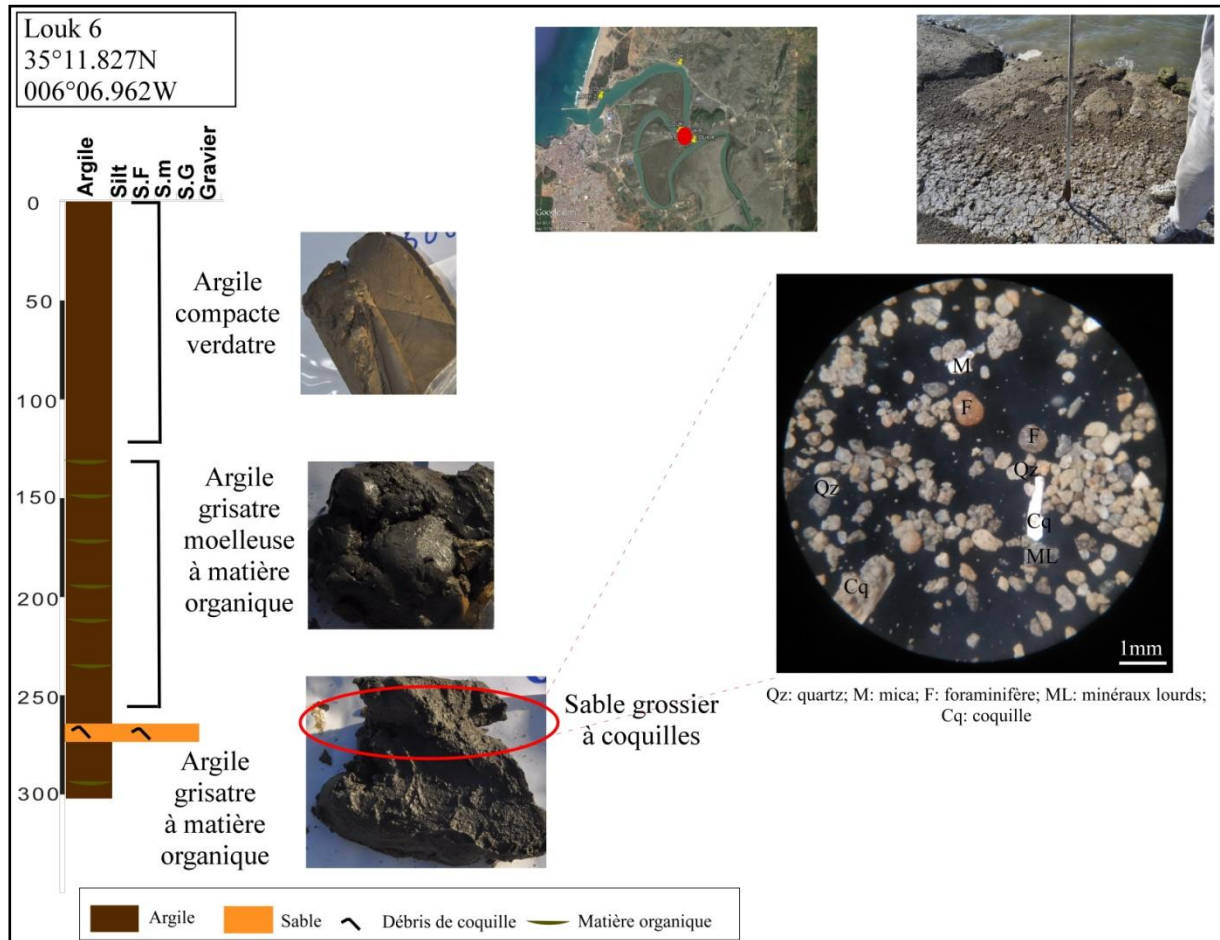 Louk 6
35°11.827N
006°06.962W
Argile
Silt
S.F
S.m
S.G
Gravier
0
50
100
150
200
250
300
Argile
compacte
verdatre
Argile
grisatre
moelleuse
à matière
organique
Argile
grisatre
à matière
organique
Sable grossier
à coquilles
M
F
F
Qz
Qz
Cq
ML
Cq
1mm
Qz: quartz; M: mica; F: foraminifère; ML: minéraux lourds;
Cq: coquille
Argile
Sable
Débris de coquille
Matière organique